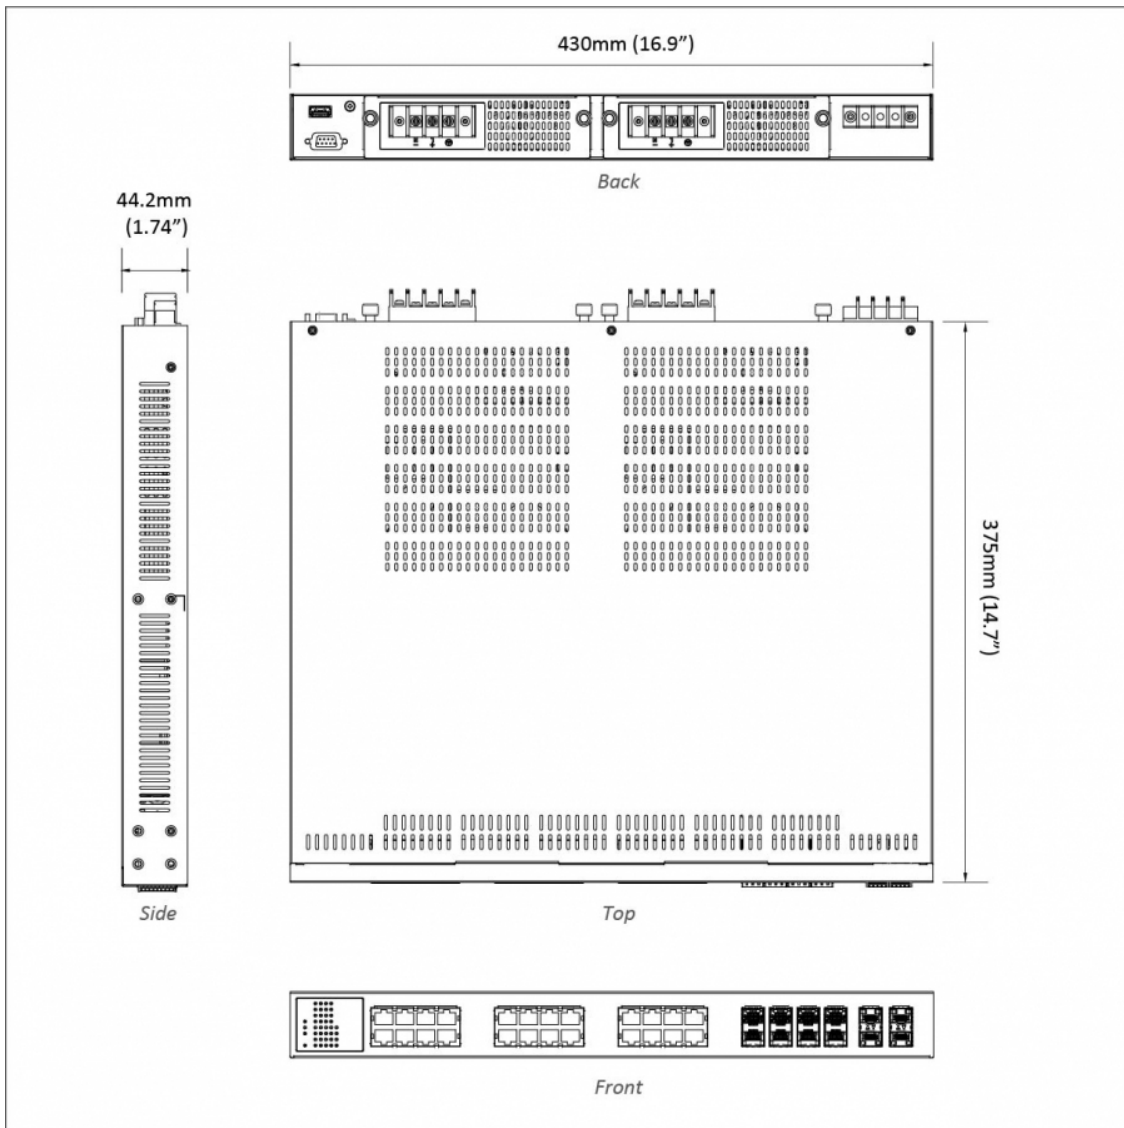 430mm (16.9”)
Back
44.2mm
(1.74”)
375mm (14.7”)
Side
Top
Front